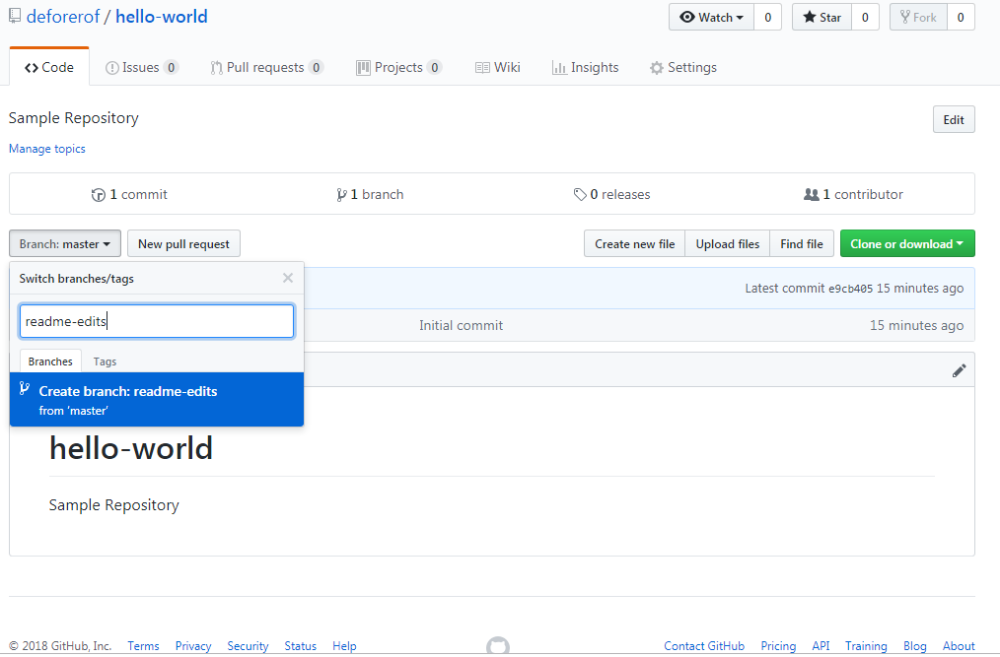 deforerof / hello-world
Watch 0 Star 0 Fork 0
Code Issues 0 Pull requests 0 Projects 0 Wiki Insights Settings
Sample Repository
Edit
Manage topics
1 commit 1 branch 0 releases 1 contributor
Branch: master New pull request Create new file Upload files Find file Clone or download
Switch branches/tags
Latest commit e9cb405 15 minutes ago
readme-edits
Initial commit 15 minutes ago
Branches Tags
Create branch: readme-edits
from ‘master’
hello-world
Sample Repository
© 2018 GitHub, Inc. Terms Privacy Security Status Help Contact GitHub Pricing API Training Blog About